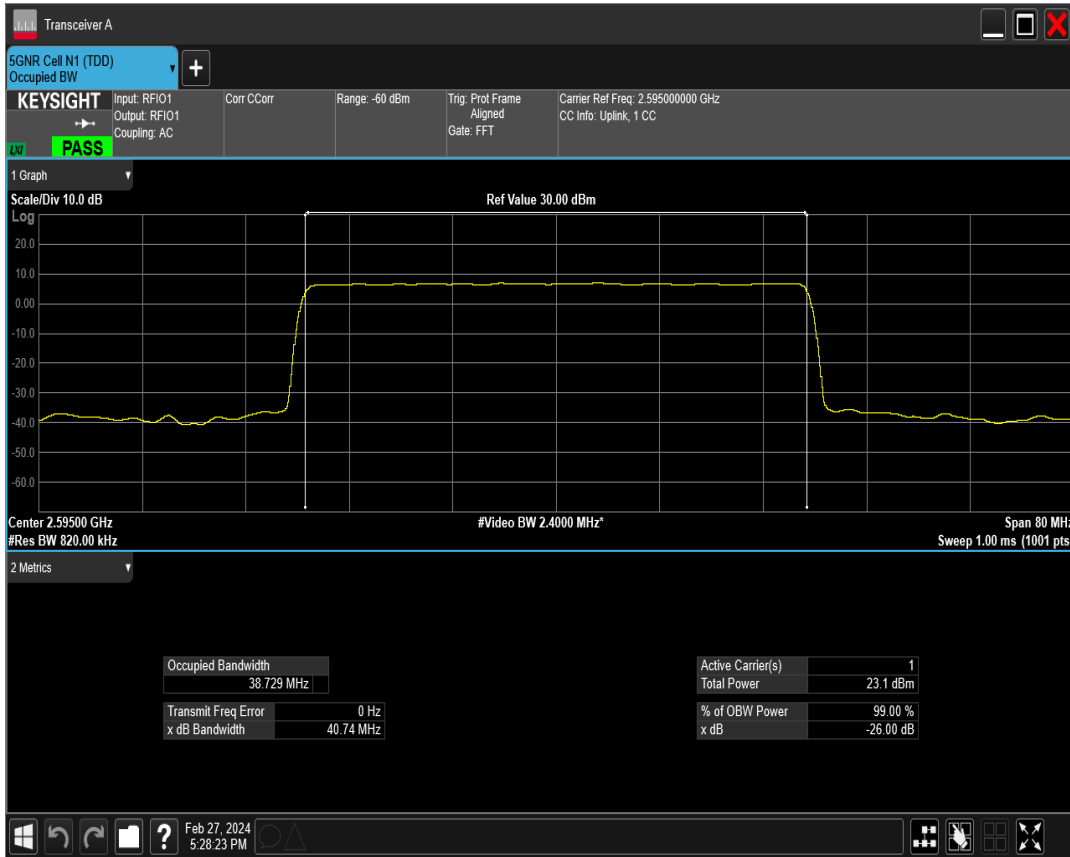 Transceiver A
5GNR Cell N1 (TDD)
Occupied BW
KEYSIGHT
LXI
PASS
Input: RFIO1
Output: RFIO1
Coupling: AC
Corr CCorr
Range: -60 dBm
Trig: Prot Frame
Aligned
Gate: FFT
Carrier Ref Freq: 2.595000000 GHz
CC Info: Uplink, 1 CC
1 Graph
Scale/Div 10.0 dB
Ref Value 30.00 dBm
Log
20.0
10.0
0.00
-10.0
-20.0
-30.0
-40.0
-50.0
-60.0
Center 2.59500 GHz
#Video BW 2.4000 MHz*
Span 80 MHz
#Res BW 820.00 kHz
Sweep 1.00 ms (1001 pts
2 Metrics
Occupied Bandwidth
38.729 MHz
Transmit Freq Error 0 Hz
x dB Bandwidth 40.74 MHz
Active Carrier(s) 1
Total Power 23.1 dBm
% of OBW Power 99.00 %
x dB -26.00 dB
?
Feb 27, 2024
5:28:23 PM